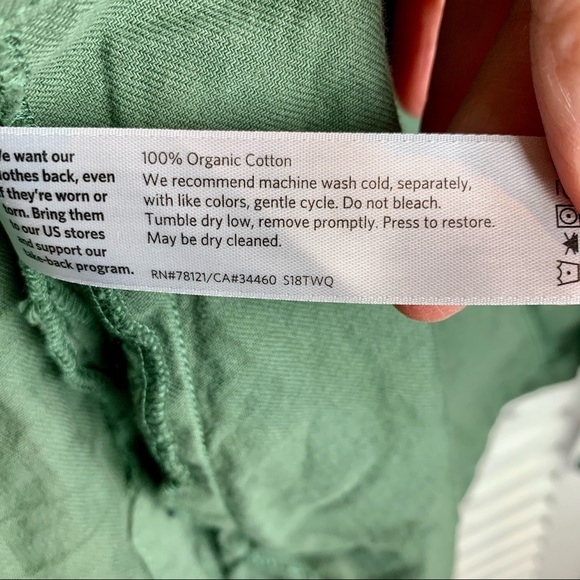 We want our
clothes back, even
if they're worn or
torn. Bring them
to our US stores
and support our
take-back program.
100% Organic Cotton
We recommend machine wash cold, separately,
with like colors, gentle cycle. Do not bleach.
Tumble dry low, remove promptly. Press to restore.
May be dry cleaned.
RN#78121/CA#34460 S18TWQ